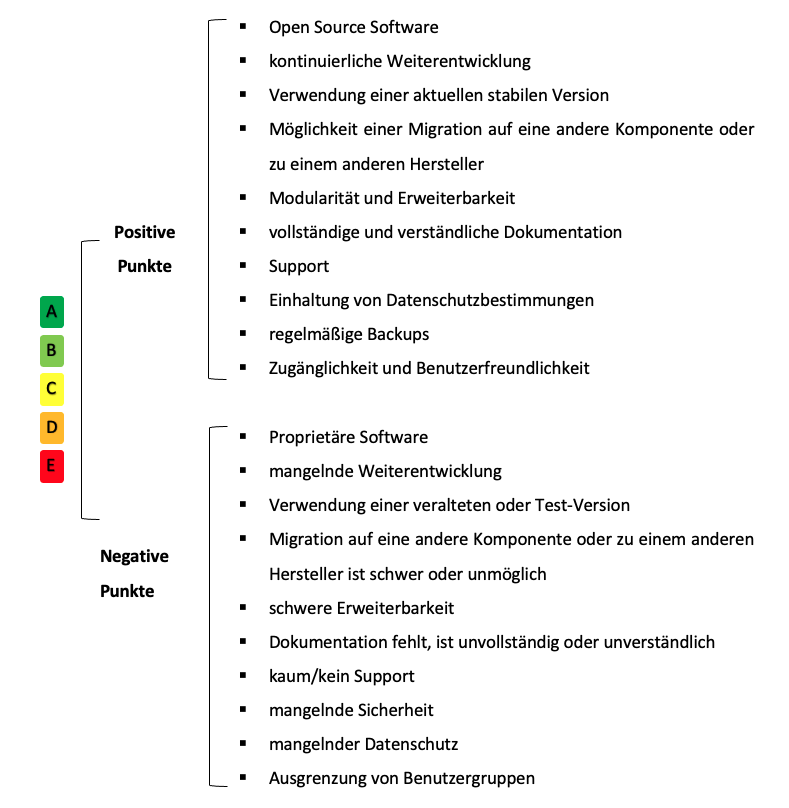 Open Source Software
kontinuierliche Weiterentwicklung
Verwendung einer aktuellen stabilen Version
Möglichkeit einer Migration auf eine andere Komponente oder
zu einem anderen Hersteller
Modularität und Erweiterbarkeit
Positive
Punkte
vollständige und verständliche Dokumentation
Support
Einhaltung von Datenschutzbestimmungen
regelmäßige Backups
Zugänglichkeit und Benutzerfreundlichkeit
A
B
C
D
E
Proprietäre Software
mangelnde Weiterentwicklung
Verwendung einer veralteten oder Test-Version
Migration auf eine andere Komponente oder zu einem anderen
Hersteller ist schwer oder unmöglich
Negative
Punkte
schwere Erweiterbarkeit
Dokumentation fehlt, ist unvollständig oder unverständlich
kaum/kein Support
mangelnde Sicherheit
mangelnder Datenschutz
Ausgrenzung von Benutzergruppen